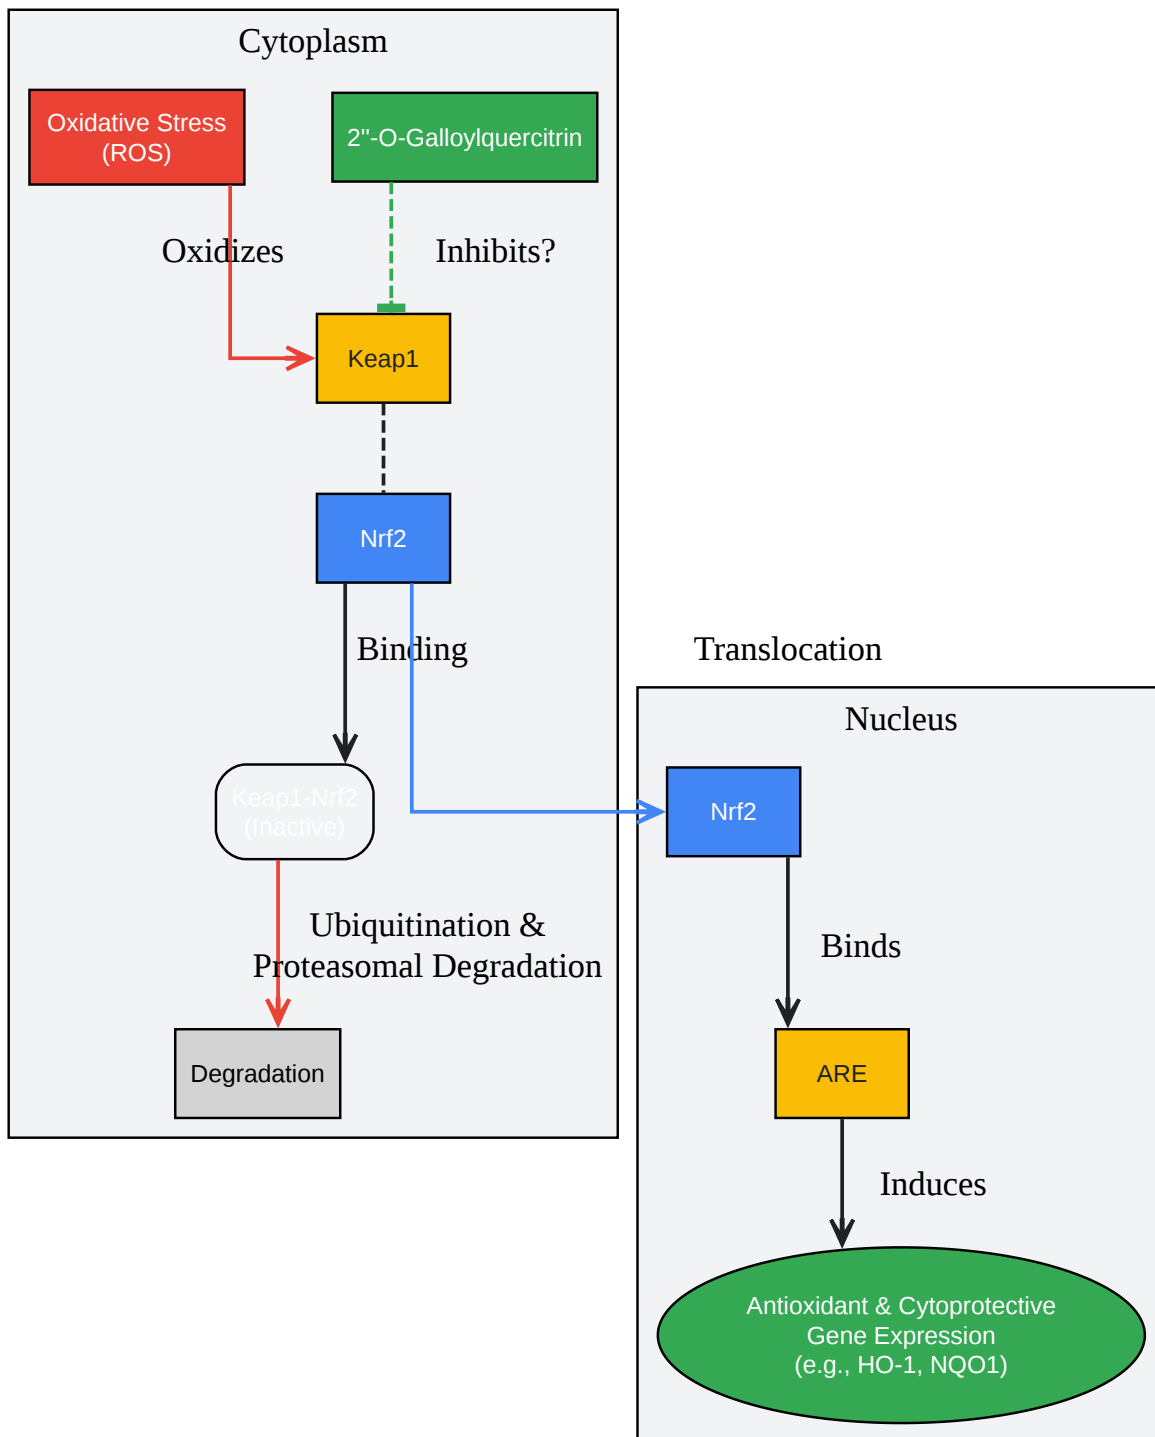 Cytoplasm
Oxidative Stress
(ROS)
2"-O-Galloylquercitrin
Oxidizes
Inhibits?
Keap1
Nrf2
Binding
Translocation
Nucleus
Keap1-Nrf2
(Inactive)
Nrf2
Ubiquitination &
Proteasomal Degradation
Binds
Degradation
ARE
Induces
Antioxidant & Cytoprotective
Gene Expression
(e.g., HO-1, NQO1)